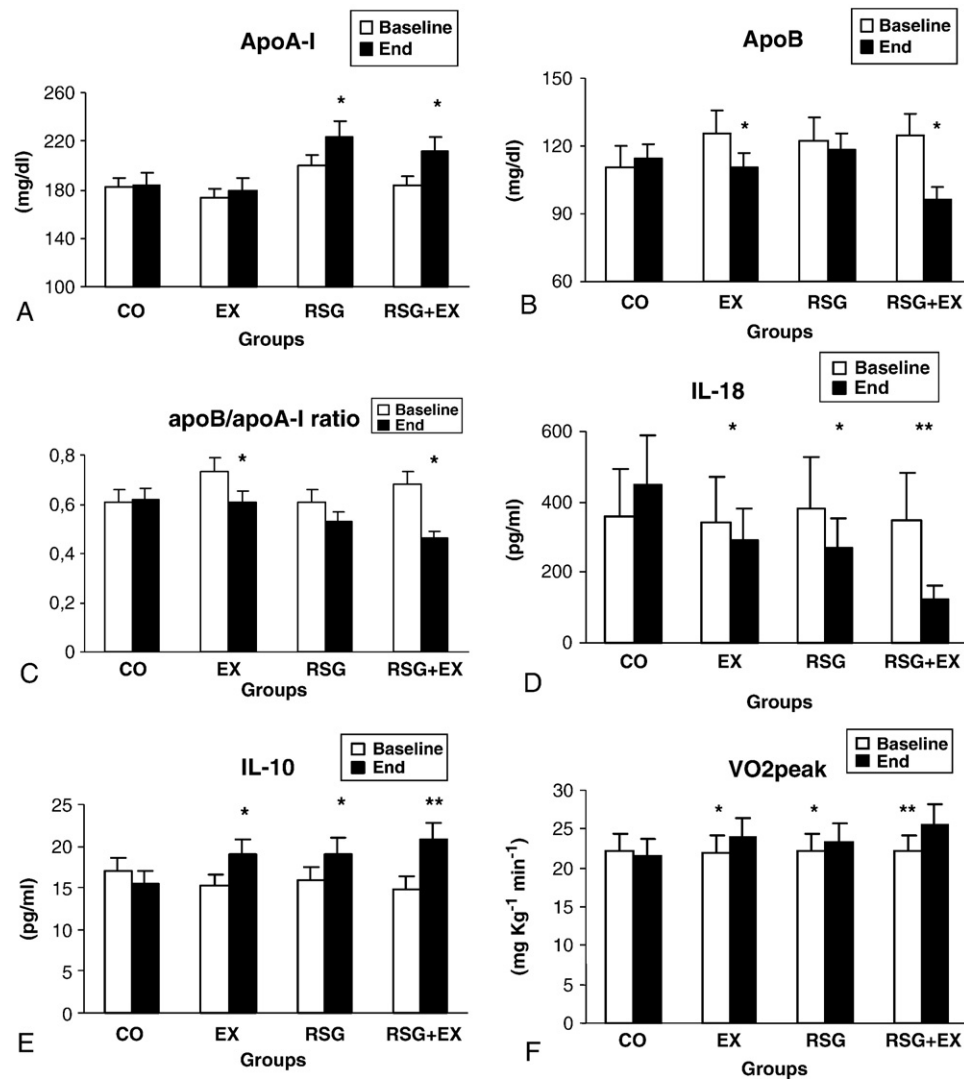 ApoA-I
Baseline
End
(mg/dl)
260
220
180
140
100
*
*
CO EX RSG RSG+EX
Groups
A
ApoB
Baseline
End
(mg/dl)
150
120
90
60
*
*
CO EX RSG RSG+EX
Groups
B
apoB/apoA-I ratio
Baseline
End
0,8
0,6
0,4
0,2
0
*
*
CO EX RSG RSG+EX
Groups
C
IL-18
Baseline
End
(pg/ml)
600
400
200
0
*
*
**
CO EX RSG RSG+EX
Groups
D
IL-10
Baseline
End
(pg/ml)
25
20
15
10
5
0
*
*
**
CO EX RSG RSG+EX
Groups
E
VO2peak
Baseline
End
(mg Kg⁻¹ min⁻¹)
30
25
20
15
10
5
0
*
*
**
CO EX RSG RSG+EX
Groups
F